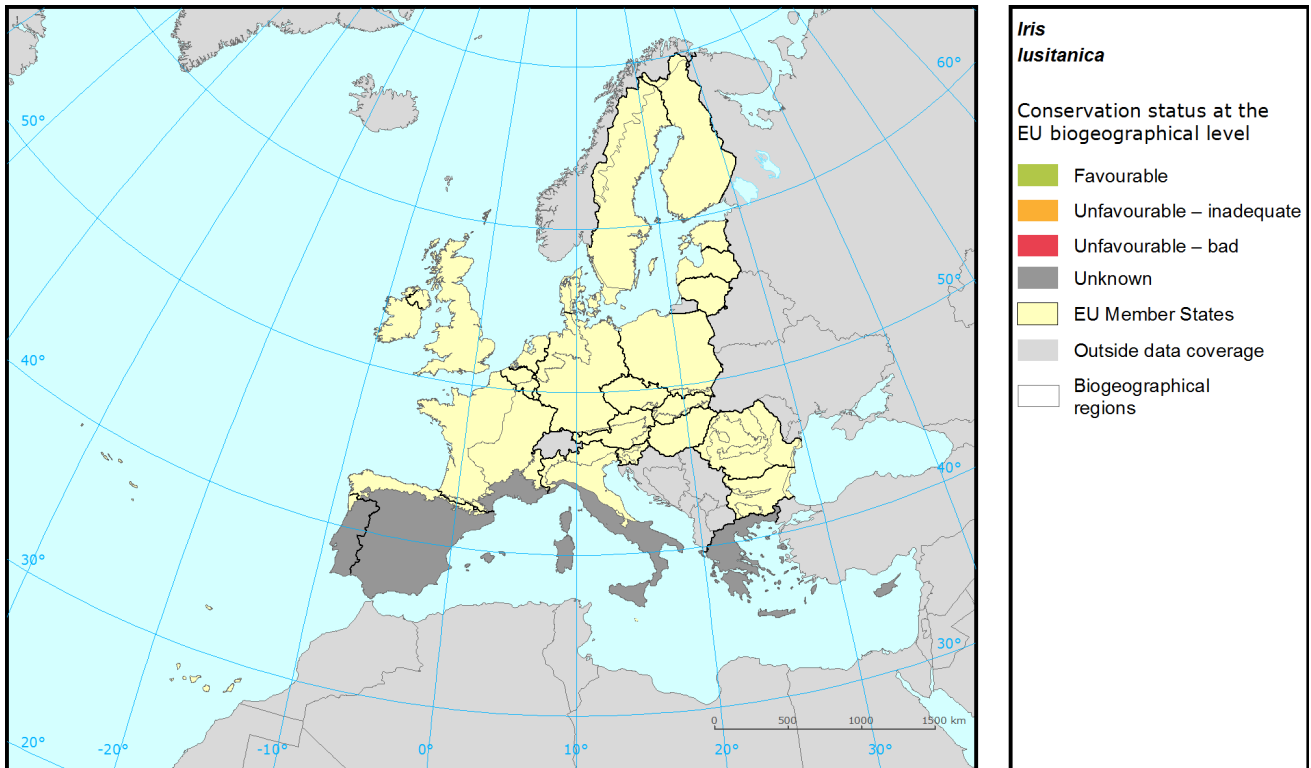 Iris
lusitanica
Conservation status at the
EU biogeographical level
Favourable
Unfavourable – inadequate
Unfavourable – bad
Unknown
EU Member States
Outside data coverage
Biogeographical
regions
60°
50°
50°
40°
40°
30°
30°
0 500 1000 1500 km
20° -20° -10° 0° 10° 20° 30°